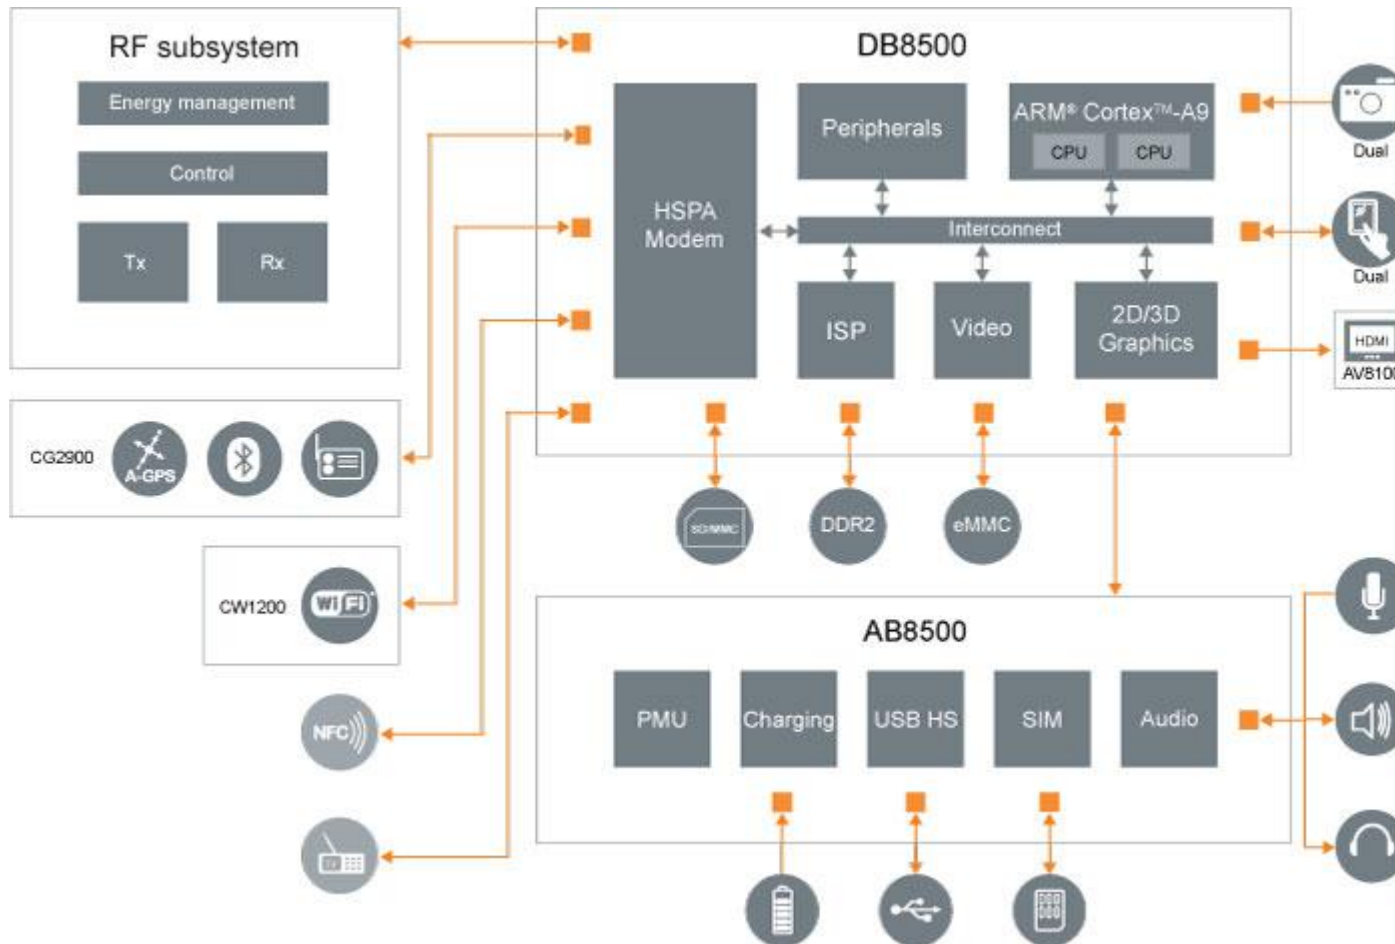 RF subsystem
Energy management
Control
Tx
Rx
DB8500
HSPA
Modem
Peripherals
ARM® Cortex™-A9
CPU
CPU
Interconnect
ISP
Video
2D/3D
Graphics
Dual
Dual
HDMI
AV8100
CG2900
A-GPS
SD/MMC
DDR2
eMMC
CW1200
WiFi
NFC
TV
AB8500
PMU
Charging
USB HS
SIM
Audio